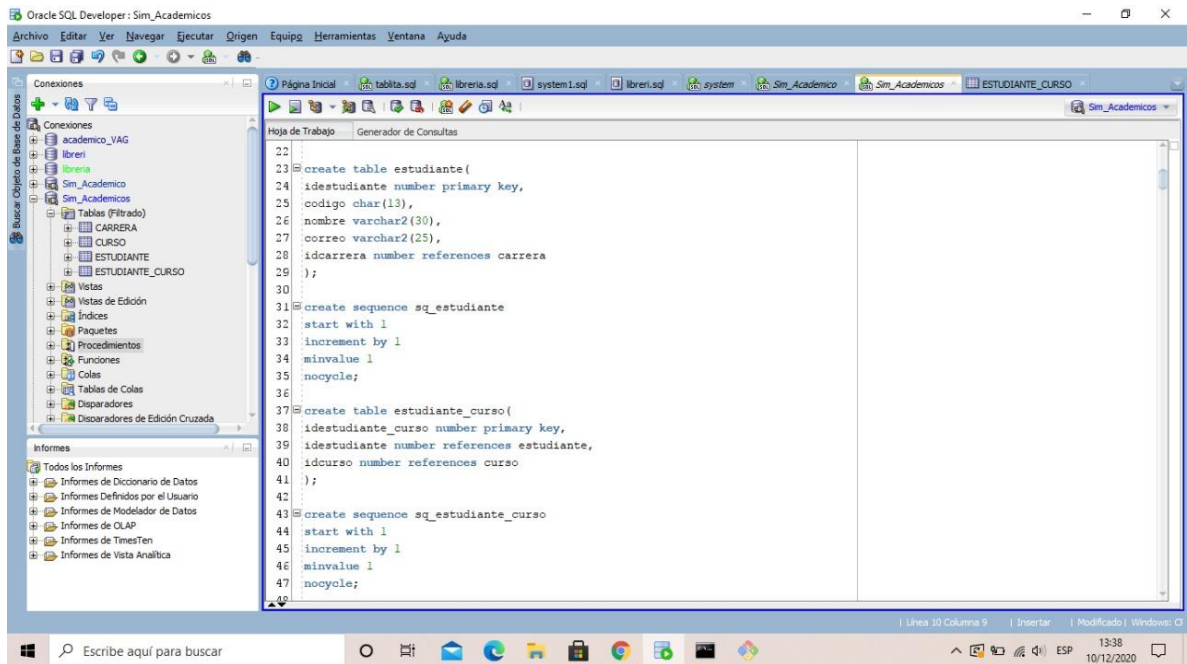 Oracle SQL Developer : Sim_Academicos
Archivo Editar Ver Navegar Ejecutar Origen Equipo Herramientas Ventana Ayuda
Conexiones
Página Inicial tablita.sql libreria.sql system1.sql libreri.sql system Sim_Academico Sim_Academicos ESTUDIANTE_CURSO
Buscar Objeto de Base de Datos
Sim_Academicos
Conexiones
academico_VAG
libreri
libreria
Sim_Academico
Sim_Academicos
Tablas (Filtrado)
CARRERA
CURSO
ESTUDIANTE
ESTUDIANTE_CURSO
Vistas
Vistas de Edición
Índices
Paquetes
Procedimientos
Funciones
Colas
Tablas de Colas
Disparadores
Disparadores de Edición Cruzada
Informes
Todos los Informes
Informes de Diccionario de Datos
Informes Definidos por el Usuario
Informes de Modelador de Datos
Informes de OLAP
Informes de TimesTen
Informes de Vista Analítica
Hoja de Trabajo Generador de Consultas
22
23 create table estudiante(
24 idestudiante number primary key,
25 codigo char(13),
26 nombre varchar2(30),
27 correo varchar2(25),
28 idcarrera number references carrera
29 );
30
31 create sequence sq_estudiante
32 start with 1
33 increment by 1
34 minvalue 1
35 nocycle;
36
37 create table estudiante_curso(
38 idestudiante_curso number primary key,
39 idestudiante number references estudiante,
40 idcurso number references curso
41 );
42
43 create sequence sq_estudiante_curso
44 start with 1
45 increment by 1
46 minvalue 1
47 nocycle;
| Línea 10 Columna 9 | Insertar | Modificado | Windows: C
Escribe aquí para buscar
ESP
13:38
10/12/2020